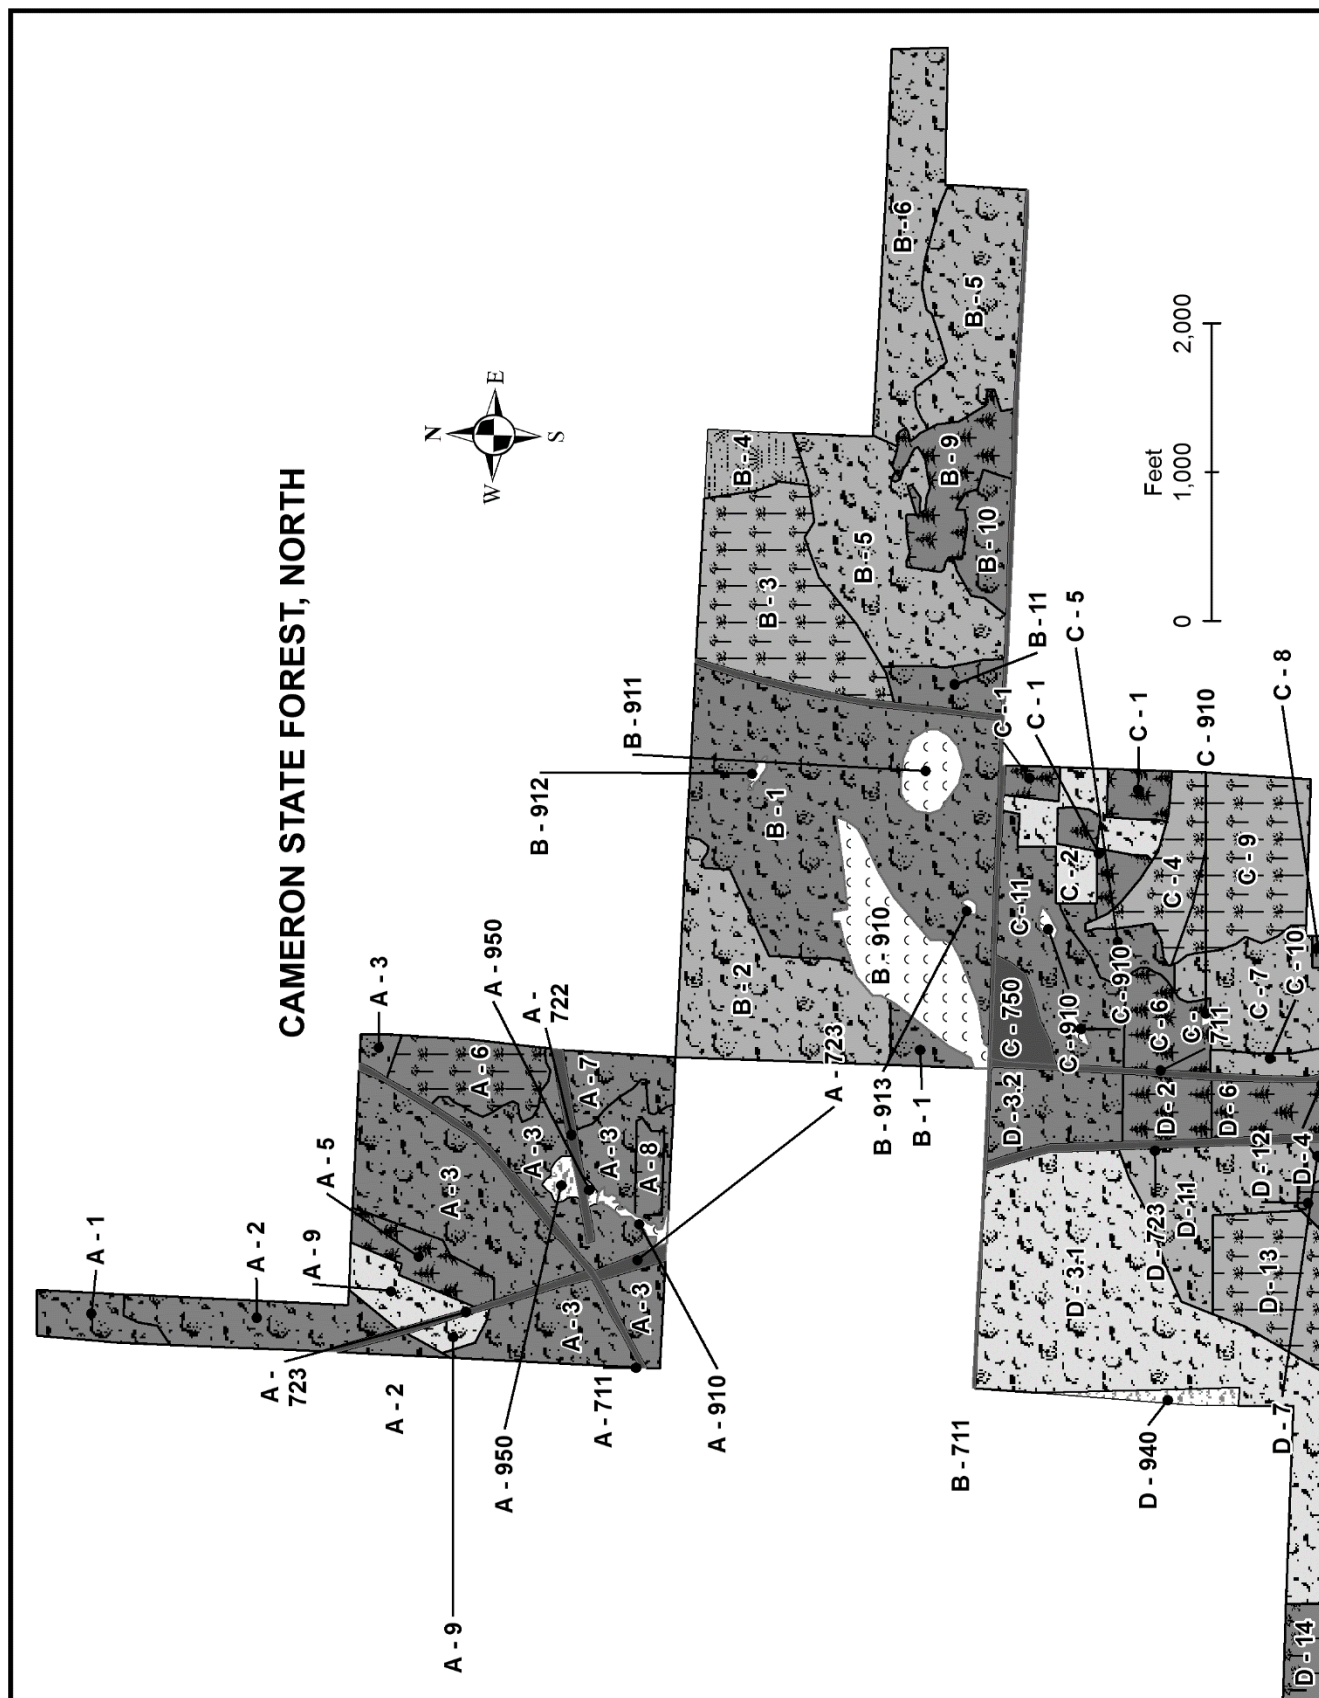 CAMERON STATE FOREST, NORTH
N
W
E
S
Feet
0
1,000
2,000
A - 1
A - 2
A - 3
A - 5
A - 9
A - 3
A - 6
A - 950
A -
722
A - 7
A - 3
A - 3
A - 8
A - 723
A - 3
A - 3
A -
723
A - 2
A - 9
A - 950
A - 711
A - 910
B - 6
B - 5
B - 4
B - 3
B - 5
B - 9
B - 10
B - 11
B - 911
B - 912
B - 1
B - 2
B - 910
B - 913
B - 1
B - 711
C - 1
C - 1
C - 5
C - 1
C - 910
C - 8
C - 2
C - 11
C - 4
C - 9
C - 750
C - 910
C - 910
C - 6
C -
711
C - 7
C - 10
D - 3.2
D - 2
D - 6
D - 12
D - 4
D - 3.1
D - 723
D - 11
D - 13
D - 7
D - 940
D - 14